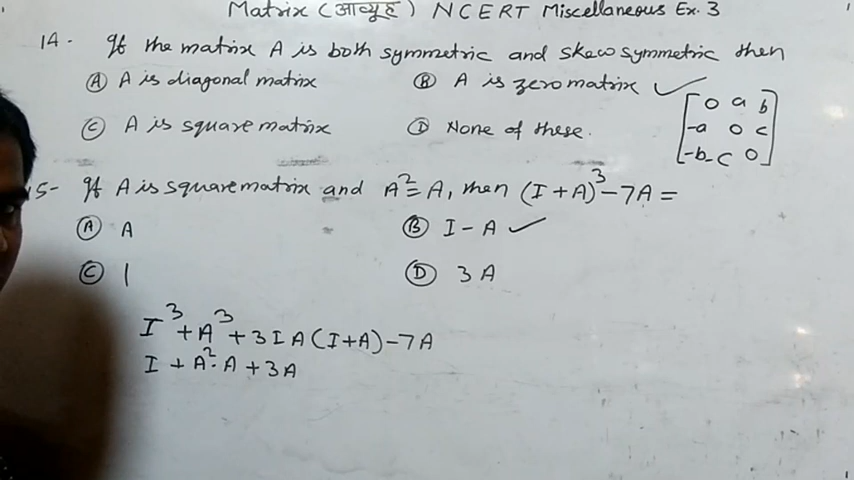 Matrix (आव्यूह) NCERT Miscellaneous Ex. 3
14. If the matrix A is both symmetric and skew symmetric then
Ⓐ A is diagonal matrix Ⓑ A is zero matrix ✓
Ⓒ A is square matrix Ⓓ None of these.
[0 a b
-a 0 c
-b -c 0]
5- If A is square matrix and A²=A, then (I+A)³-7A=
Ⓐ A Ⓑ I-A ✓
Ⓒ I Ⓓ 3A
I³+A³+3IA(I+A)-7A
I+A².A+3A